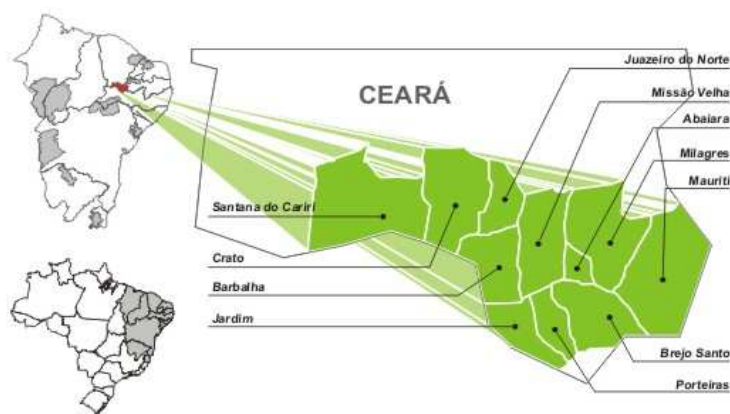 CEARÁ
Juazeiro do Norte
Missão Velha
Abaiara
Milagres
Mauriti
Santana do Cariri
Crato
Barbalha
Jardim
Brejo Santo
Porteiras